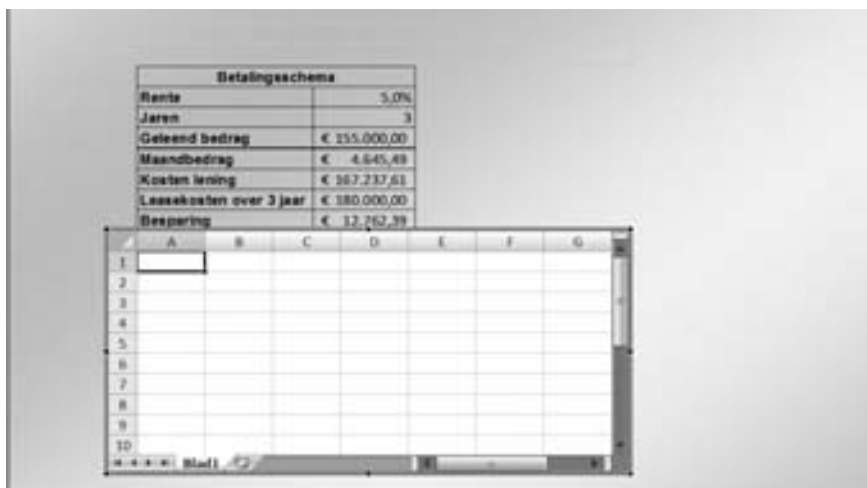 Betalingsschema
Rente 5,0%
Jaren 3
Geleend bedrag € 155.000,00
Maandbedrag € 4.645,49
Kosten lening € 167.237,61
Leasekosten over 3 jaar € 180.000,00
Besparing € 12.762,39
A B C D E F G
1
2
3
4
5
6
7
8
9
10
Blad1